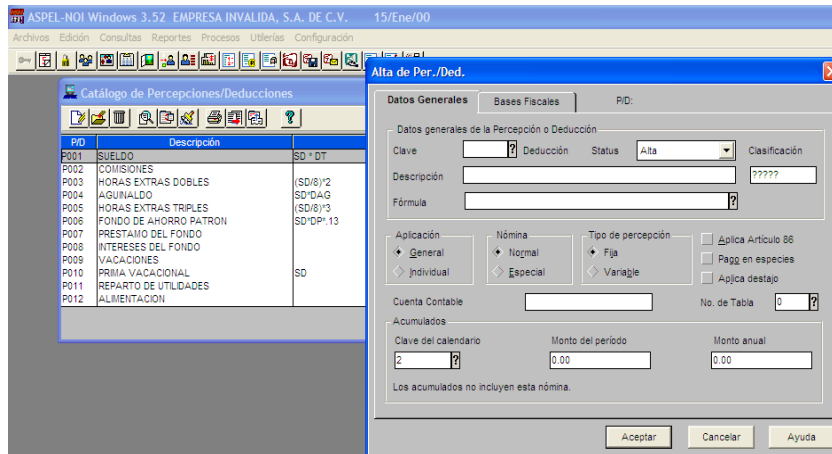 ASPEL-NOI Windows 3.52 EMPRESA INVALIDA, S.A. DE C.V. 15/Ene/00
Archivos Edición Consultas Reportes Procesos Utilerías Configuración
Catálogo de Percepciones/Deducciones
P/D Descripción
P001 SUELDO SD * DT
P002 COMISIONES
P003 HORAS EXTRAS DOBLES (SD/8)*2
P004 AGUINALDO SD*DAG
P005 HORAS EXTRAS TRIPLES (SD/8)*3
P006 FONDO DE AHORRO PATRON SD*DP*.13
P007 PRESTAMO DEL FONDO
P008 INTERESES DEL FONDO
P009 VACACIONES
P010 PRIMA VACACIONAL SD
P011 REPARTO DE UTILIDADES
P012 ALIMENTACION
Alta de Per./Ded.
Datos Generales Bases Fiscales P/D:
Datos generales de la Percepción o Deducción
Clave ? Deducción Status Alta Clasificación
Descripción ?????
Fórmula ?
Aplicación Nómina Tipo de percepción
General Normal Fija Aplica Artículo 86
Individual Especial Variable Pago en especies
Aplica destajo
Cuenta Contable No. de Tabla 0 ?
Acumulados
Clave del calendario Monto del período Monto anual
2 ? 0.00 0.00
Los acumulados no incluyen esta nómina.
Aceptar Cancelar Ayuda